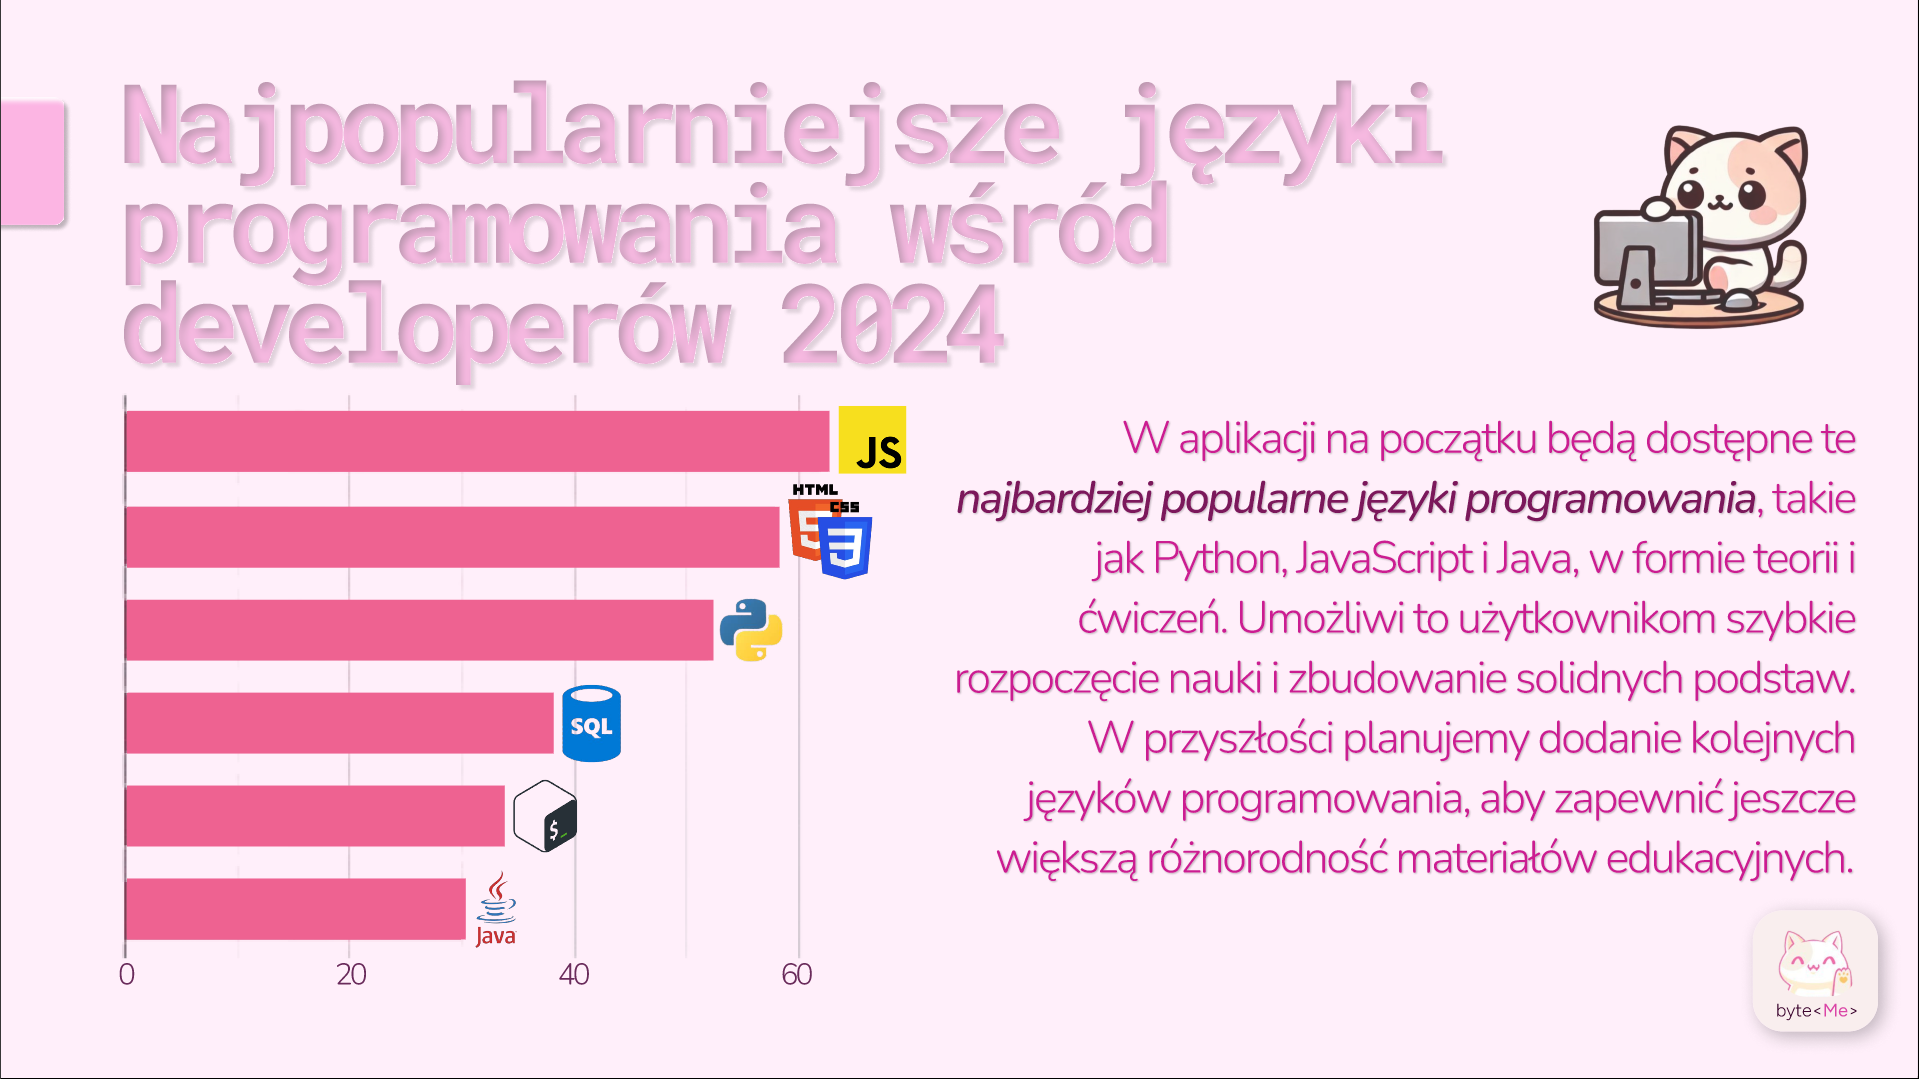 Najpopularniejsze języki
programowania wśród
developerów 2024
JS
HTML
CSS
5
3
SQL
$_
Java
0
20
40
60
W aplikacji na początku będą dostępne te
najbardziej popularne języki programowania, takie
jak Python, JavaScript i Java, w formie teorii i
ćwiczeń. Umożliwi to użytkownikom szybkie
rozpoczęcie nauki i zbudowanie solidnych podstaw.
W przyszłości planujemy dodanie kolejnych
języków programowania, aby zapewnić jeszcze
większą różnorodność materiałów edukacyjnych.
byte<Me>